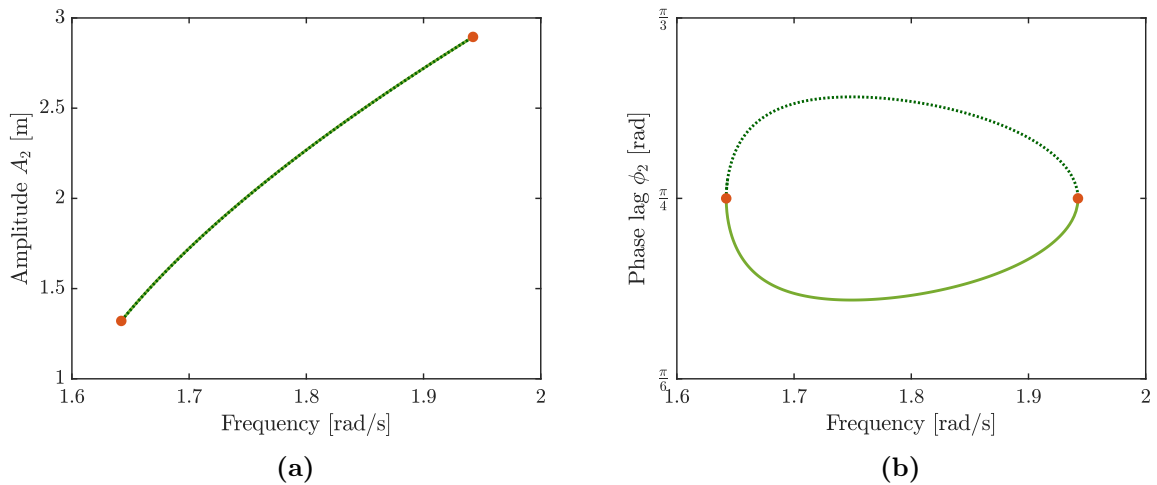 3
2.5
2
1.5
1
Amplitude A₂ [m]
1.6
1.7
1.8
1.9
2
Frequency [rad/s]
(a)
π/3
π/4
π/6
Phase lag ϕ₂ [rad]
1.6
1.7
1.8
1.9
2
Frequency [rad/s]
(b)